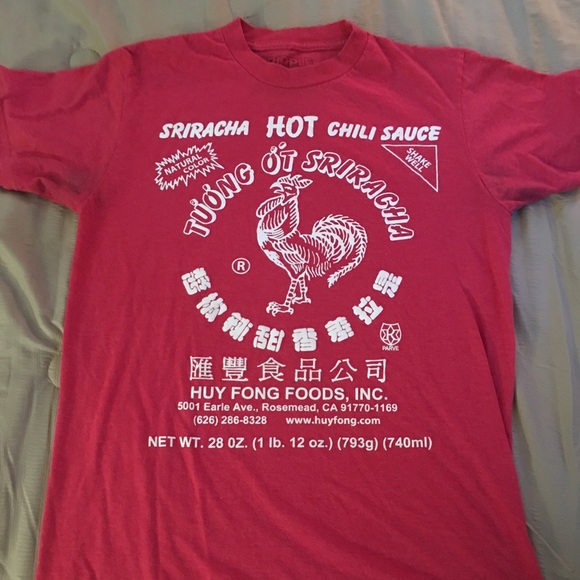 SRIRACHA HOT CHILI SAUCE
NATURAL COLOR
SHAKE WELL
TƯƠNG ỚT SRIRACHA
®
甜香
K
PARVE
匯豐食品公司
HUY FONG FOODS, INC.
5001 Earle Ave., Rosemead, CA 91770-1169
(626) 286-8328 www.huyfong.com
NET WT. 28 OZ. (1 lb. 12 oz.) (793g) (740ml)